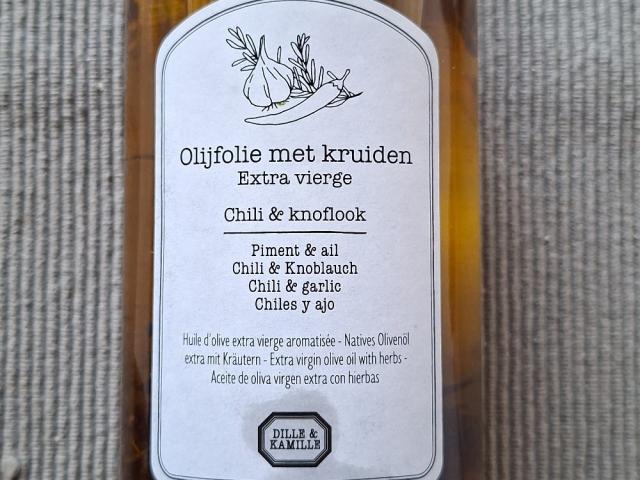 Olijfolie met kruiden
Extra vierge
Chili & knoflook
Piment & ail
Chili & Knoblauch
Chili & garlic
Chiles y ajo
Huile d'olive extra vierge aromatisée - Natives Olivenöl
extra mit Kräutern - Extra virgin olive oil with herbs -
Aceite de oliva virgen extra con hierbas
DILLE &
KAMILLE